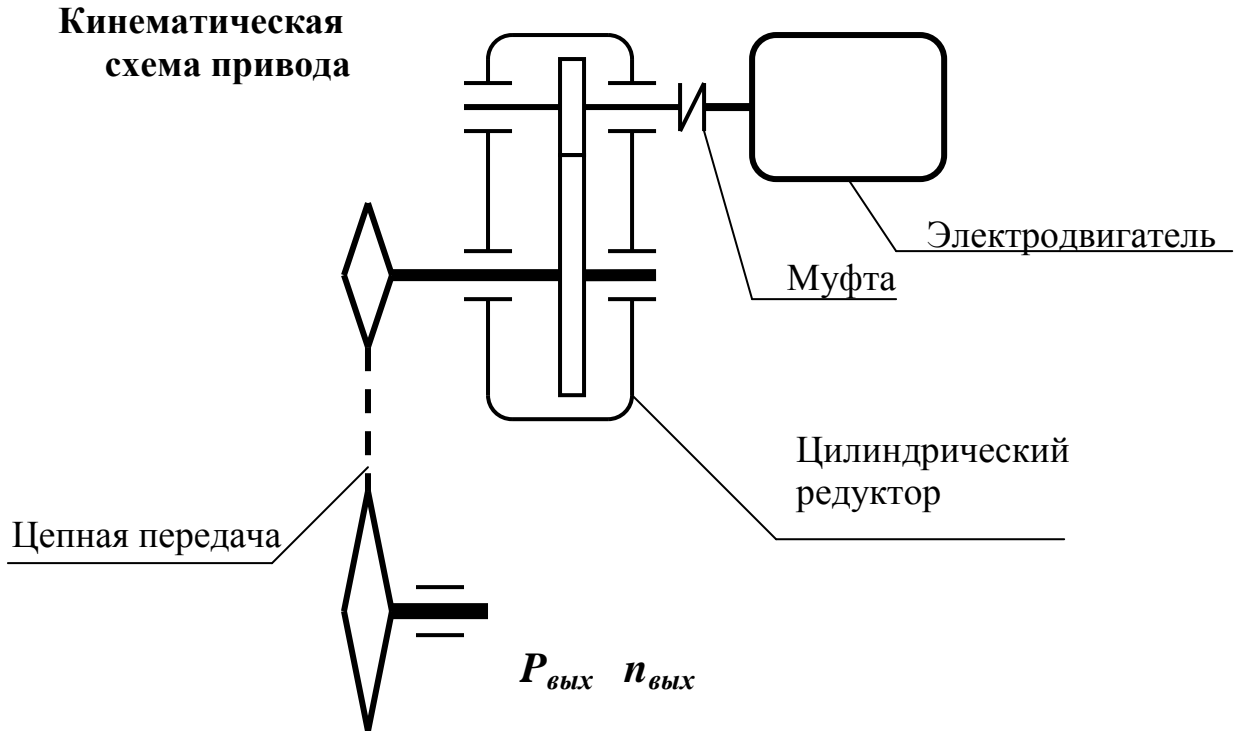 Кинематическая
схема привода
Электродвигатель
Муфта
Цилиндрический
редуктор
Цепная передача
Pвых nвых